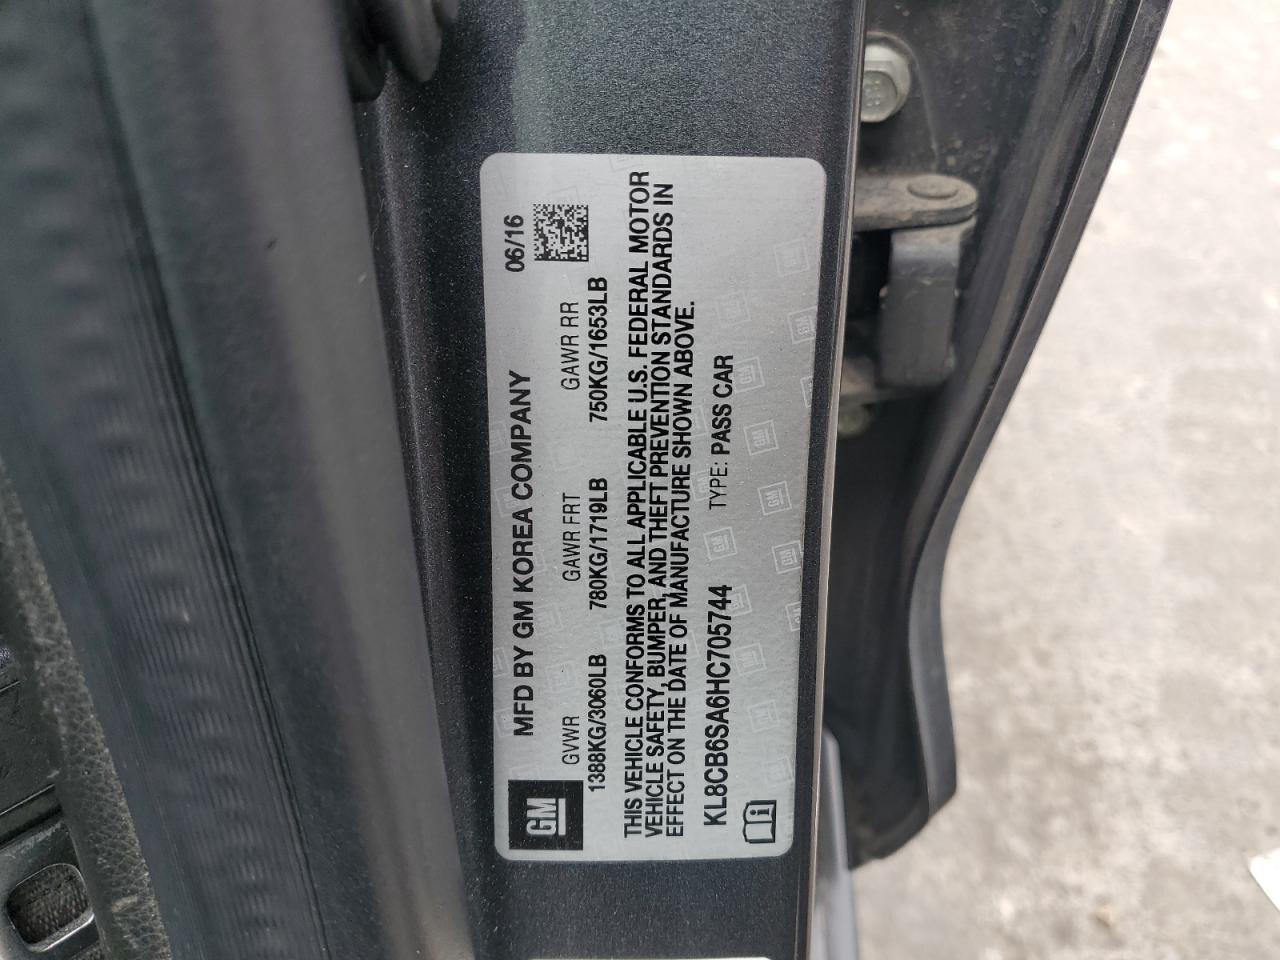 GM
MFD BY GM KOREA COMPANY 06/16
GVWR GAWR FRT GAWR RR
1388KG/3060LB 780KG/1719LB 750KG/1653LB
THIS VEHICLE CONFORMS TO ALL APPLICABLE U.S. FEDERAL MOTOR
VEHICLE SAFETY, BUMPER, AND THEFT PREVENTION STANDARDS IN
EFFECT ON THE DATE OF MANUFACTURE SHOWN ABOVE.
KL8CB6SA6HC705744 TYPE: PASS CAR